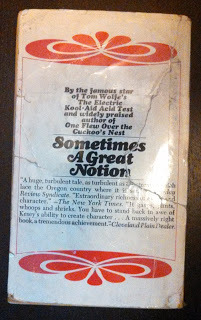 By the famous star
of Tom Wolfe's The Electric
Kool-Aid Acid Test
and widely praised
author of
One Flew Over the
Cuckoo's Nest
Sometimes
A Great
Notion
"A huge, turbulent tale, as turbulent as
lace the Oregon country where it is
Review Syndicate. "Extraordinary richness
character." —The New York Times. "It
whoops and shrieks. You have to stand back in awe of
Kesey's ability to create character. . . . A massively right
book, a tremendous achievement."—Cleveland Plain Dealer.